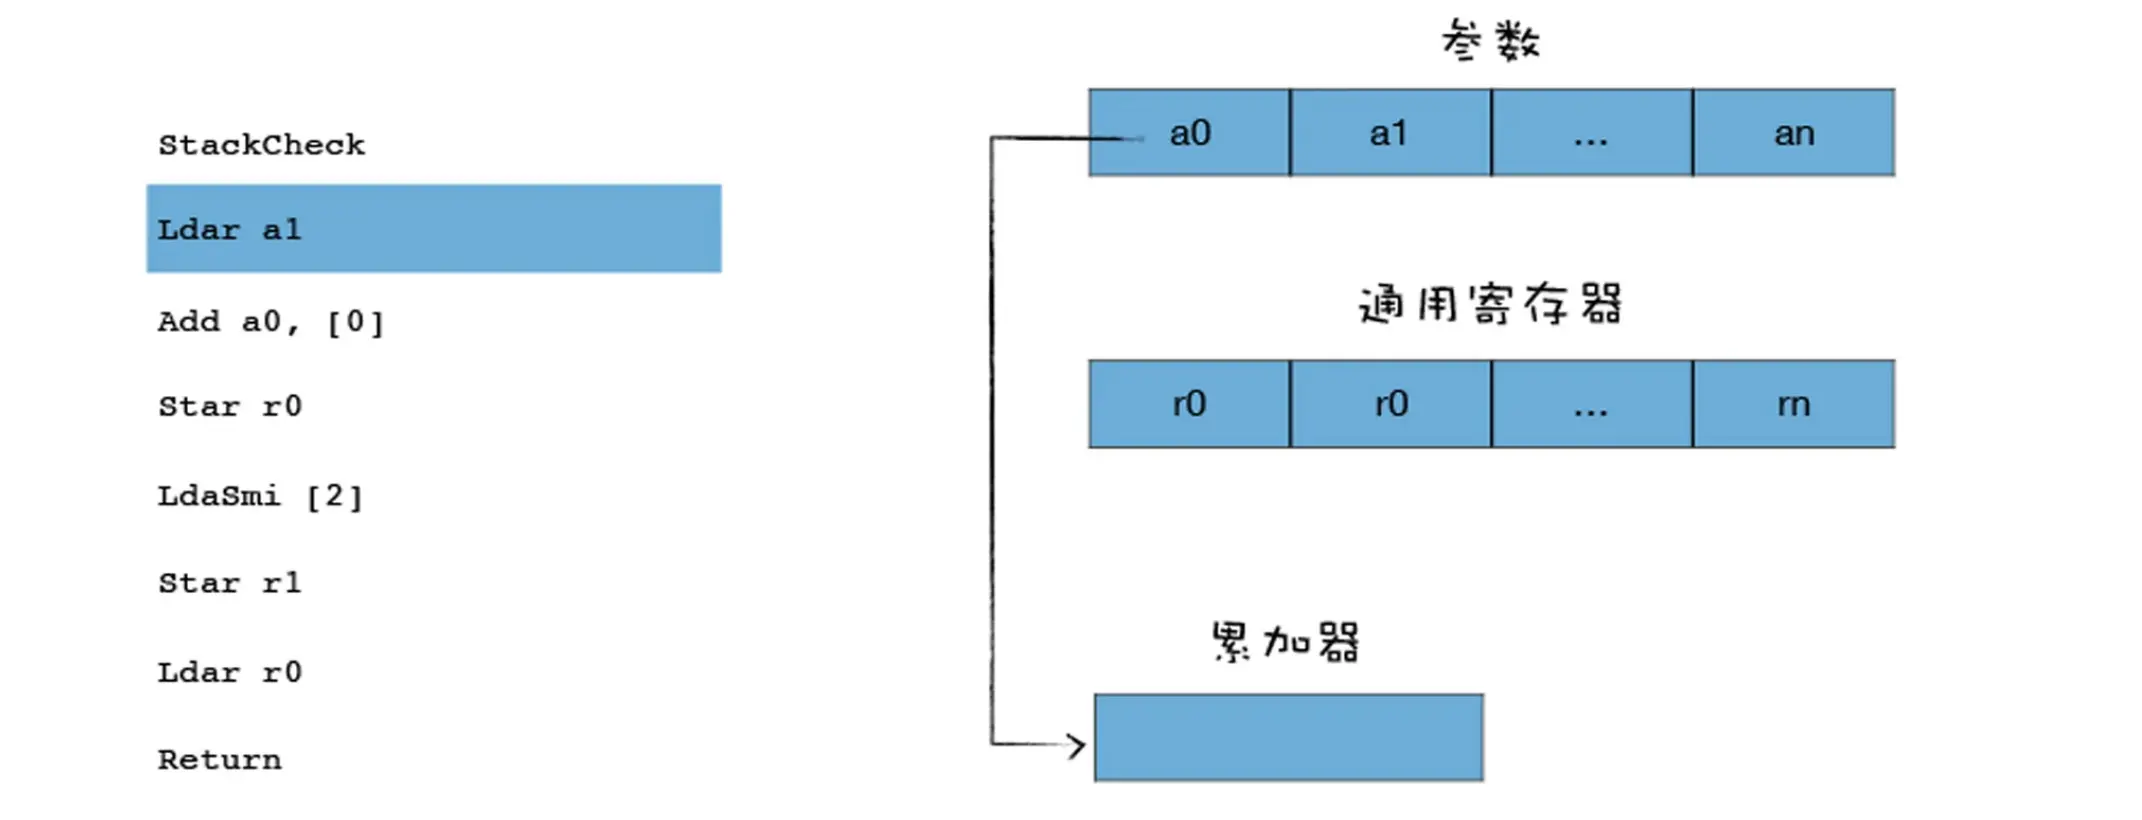 StackCheck
Ldar a1
Add a0, [0]
Star r0
LdaSmi [2]
Star r1
Ldar r0
Return
参数
a0 a1 ... an
通用寄存器
r0 r0 ... rn
累加器